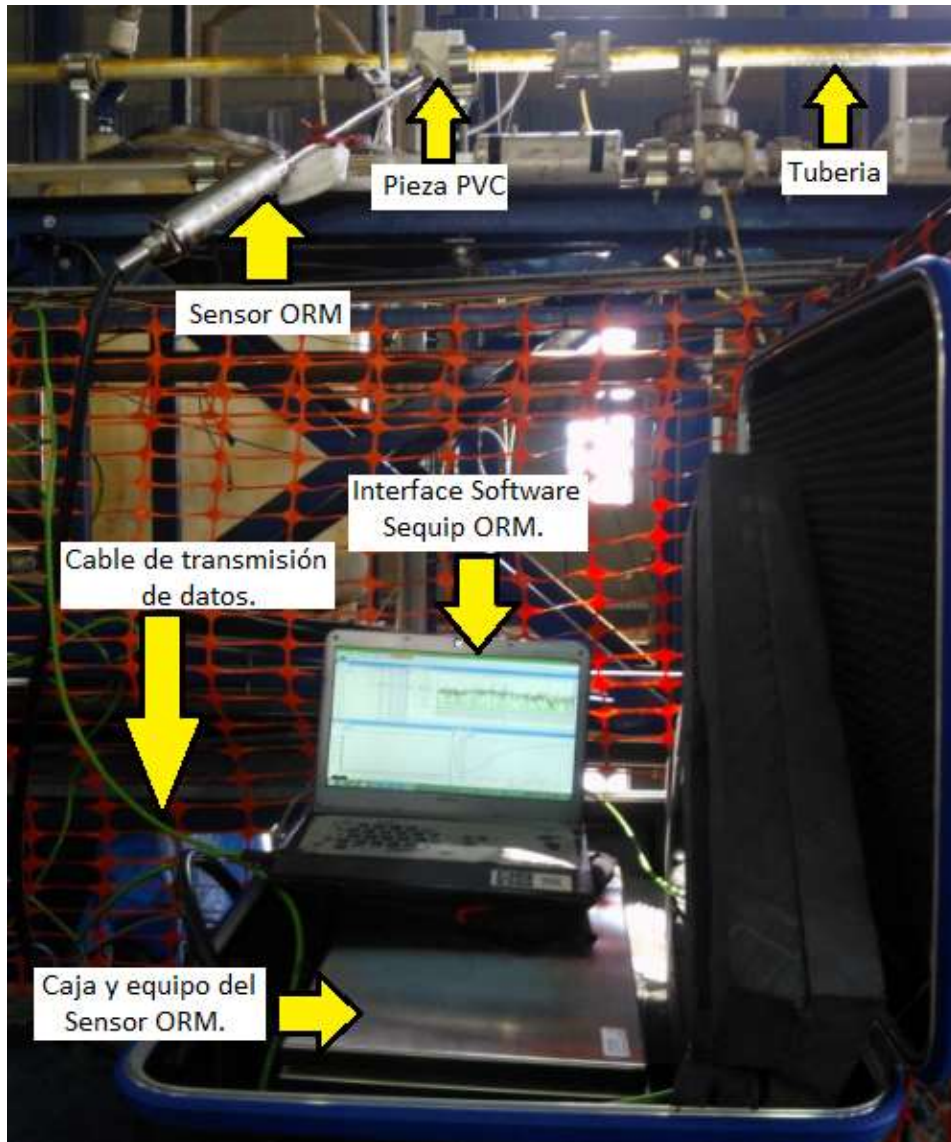 Pieza PVC
Tuberia
Sensor ORM
Interface Software
Sequip ORM.
Cable de transmisión
de datos.
Caja y equipo del
Sensor ORM.